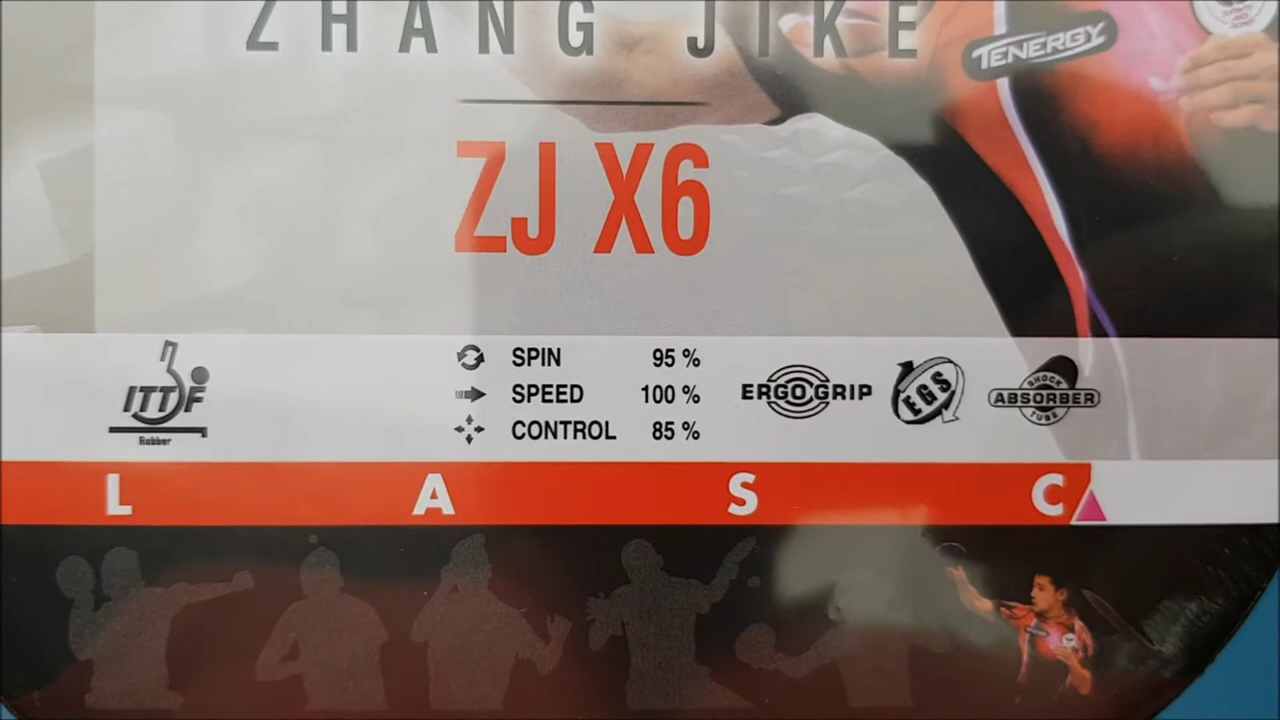 ZHANG JIKE
TENERGY
ZJ X6
ITTF
Rubber
SPIN 95 %
SPEED 100 %
CONTROL 85 %
ERGO GRIP
EGS
SHOCK
ABSORBER
TUBE
L A S C